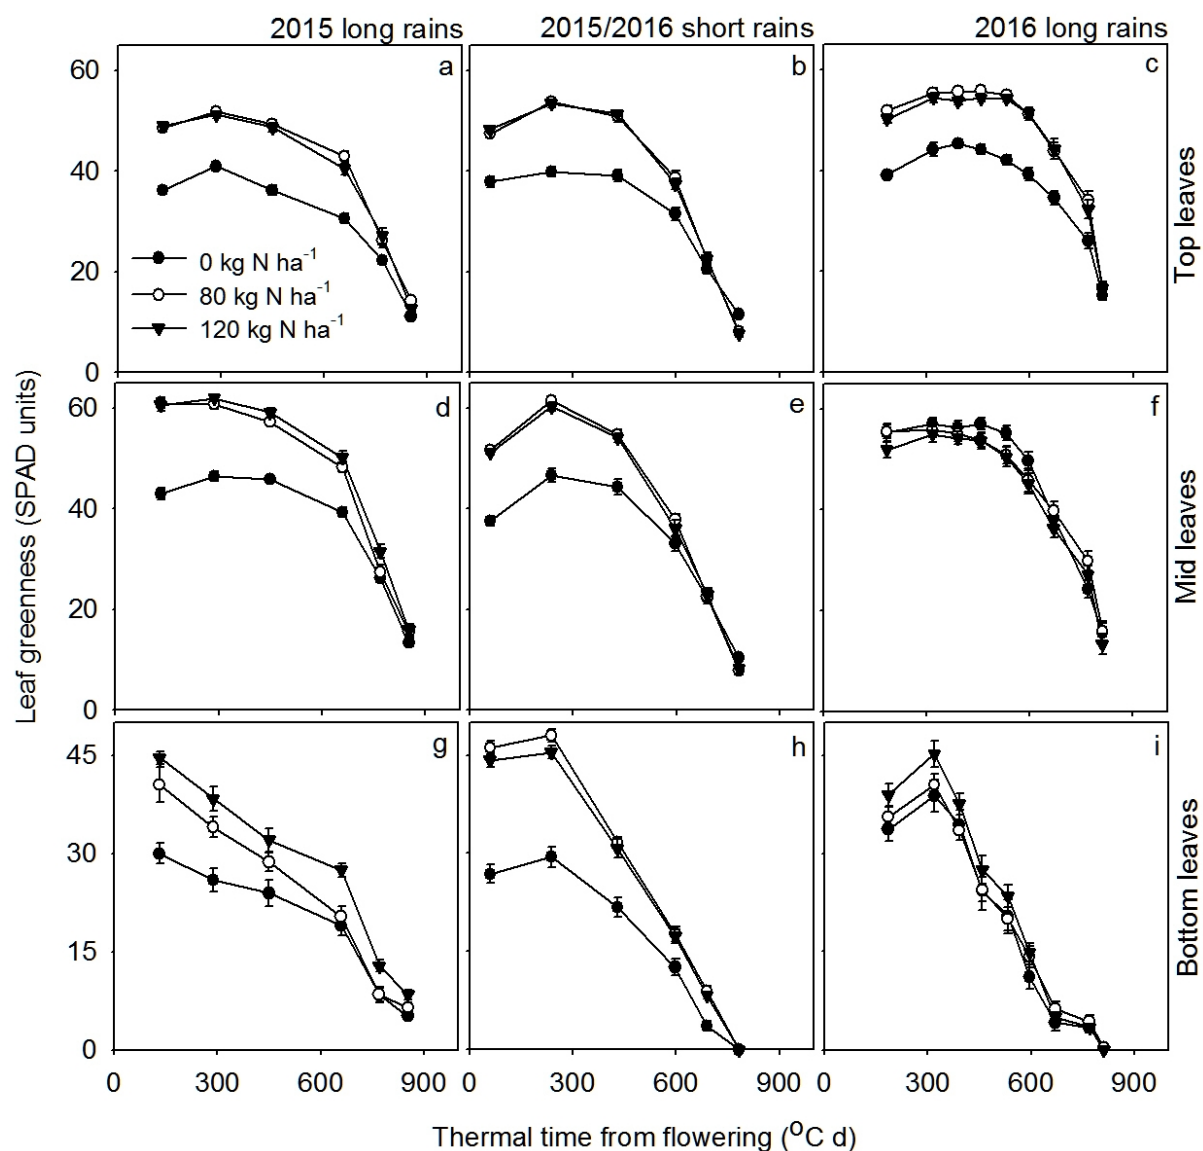 2015 long rains
2015/2016 short rains
2016 long rains
60
40
20
0
a
b
c
Top leaves
0 kg N ha⁻¹
80 kg N ha⁻¹
120 kg N ha⁻¹
Leaf greenness (SPAD units)
60
40
20
0
d
e
f
Mid leaves
45
30
15
0
g
h
i
Bottom leaves
0 300 600 900 0 300 600 900 0 300 600 900
Thermal time from flowering (⁰C d)